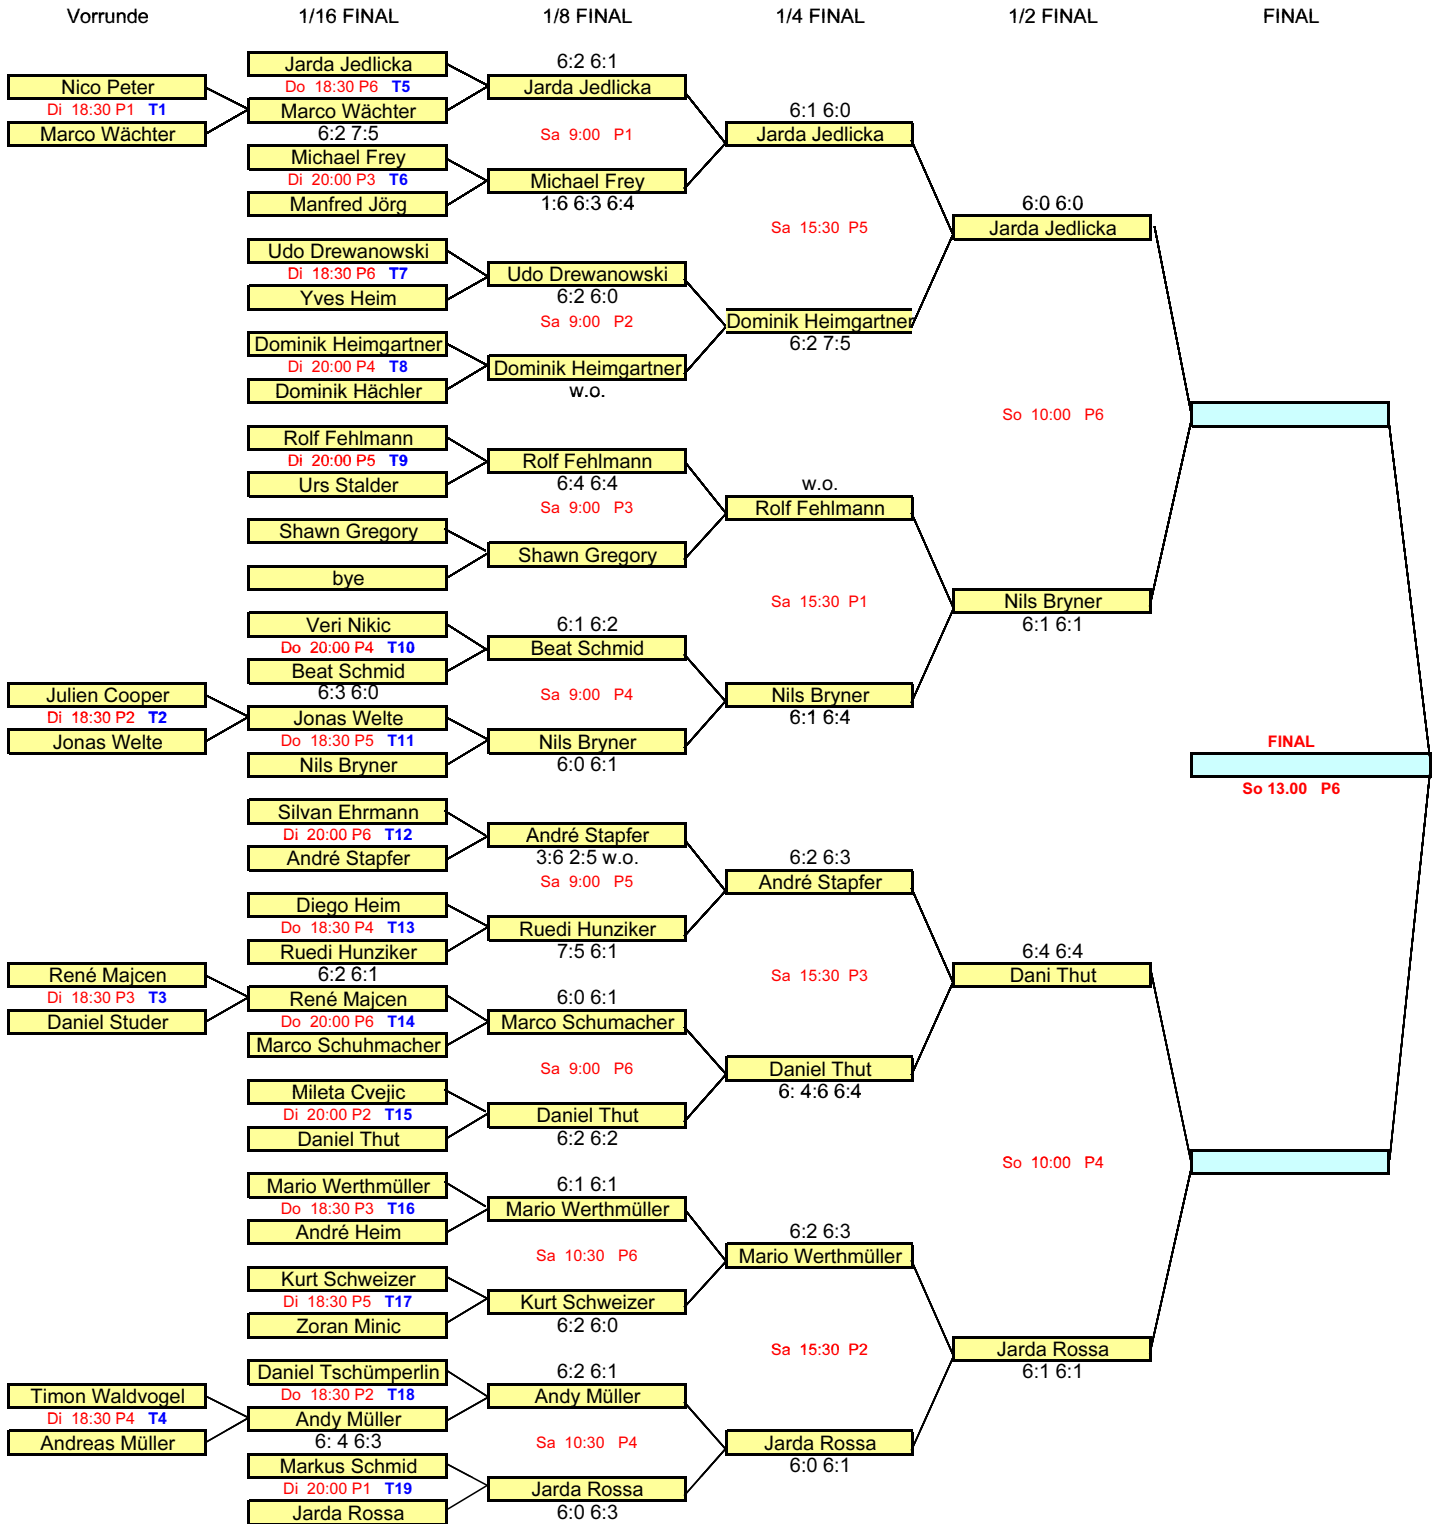 Vorrunde 1/16 FINAL 1/8 FINAL 1/4 FINAL 1/2 FINAL FINAL
Jarda Jedlicka 6:2 6:1
Nico Peter Do 18:30 P6 T5 Jarda Jedlicka
Di 18:30 P1 T1 Marco Wächter 6:1 6:0
Marco Wächter 6:2 7:5 Sa 9:00 P1 Jarda Jedlicka
Michael Frey
Di 20:00 P3 T6 Michael Frey
Manfred Jörg 1:6 6:3 6:4 6:0 6:0
Sa 15:30 P5 Jarda Jedlicka
Udo Drewanowski
Di 18:30 P6 T7 Udo Drewanowski
Yves Heim 6:2 6:0
Sa 9:00 P2 Dominik Heimgartner
Dominik Heimgartner 6:2 7:5
Di 20:00 P4 T8 Dominik Heimgartner
Dominik Hächler w.o.
So 10:00 P6
Rolf Fehlmann
Di 20:00 P5 T9 Rolf Fehlmann
Urs Stalder 6:4 6:4 w.o.
Sa 9:00 P3 Rolf Fehlmann
Shawn Gregory
Shawn Gregory
bye
Sa 15:30 P1 Nils Bryner
Veri Nikic 6:1 6:2 6:1 6:1
Do 20:00 P4 T10 Beat Schmid
Beat Schmid
Julien Cooper 6:3 6:0 Sa 9:00 P4 Nils Bryner
Di 18:30 P2 T2 Jonas Welte 6:1 6:4
Jonas Welte Do 18:30 P5 T11 Nils Bryner FINAL
Nils Bryner 6:0 6:1
So 13.00 P6
Silvan Ehrmann
Di 20:00 P6 T12 André Stapfer
André Stapfer 3:6 2:5 w.o. 6:2 6:3
Sa 9:00 P5 André Stapfer
Diego Heim
Do 18:30 P4 T13 Ruedi Hunziker
Ruedi Hunziker 7:5 6:1 6:4 6:4
René Majcen 6:2 6:1 Sa 15:30 P3 Dani Thut
Di 18:30 P3 T3 René Majcen 6:0 6:1
Daniel Studer Do 20:00 P6 T14 Marco Schumacher
Marco Schuhmacher
Sa 9:00 P6 Daniel Thut
Mileta Cvejic 6: 4:6 6:4
Di 20:00 P2 T15 Daniel Thut
Daniel Thut 6:2 6:2
So 10:00 P4
Mario Werthmüller 6:1 6:1
Do 18:30 P3 T16 Mario Werthmüller
André Heim 6:2 6:3
Sa 10:30 P6 Mario Werthmüller
Kurt Schweizer
Di 18:30 P5 T17 Kurt Schweizer
Zoran Minic 6:2 6:0
Sa 15:30 P2 Jarda Rossa
Daniel Tschümperlin 6:2 6:1 6:1 6:1
Timon Waldvogel Do 18:30 P2 T18 Andy Müller
Di 18:30 P4 T4 Andy Müller
Andreas Müller 6: 4 6:3 Sa 10:30 P4 Jarda Rossa
Markus Schmid 6:0 6:1
Di 20:00 P1 T19 Jarda Rossa
Jarda Rossa 6:0 6:3